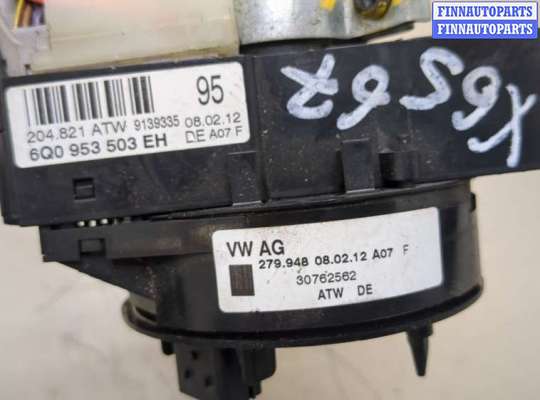 FINNAUTOPARTS
FINNAUTOPARTS
95
204.821 ATW 9139335 08.02.12
6Q0 953 503 EH DE A07 F
X6562
VW AG
279.948 08.02.12 A07 F
30762562
ATW DE